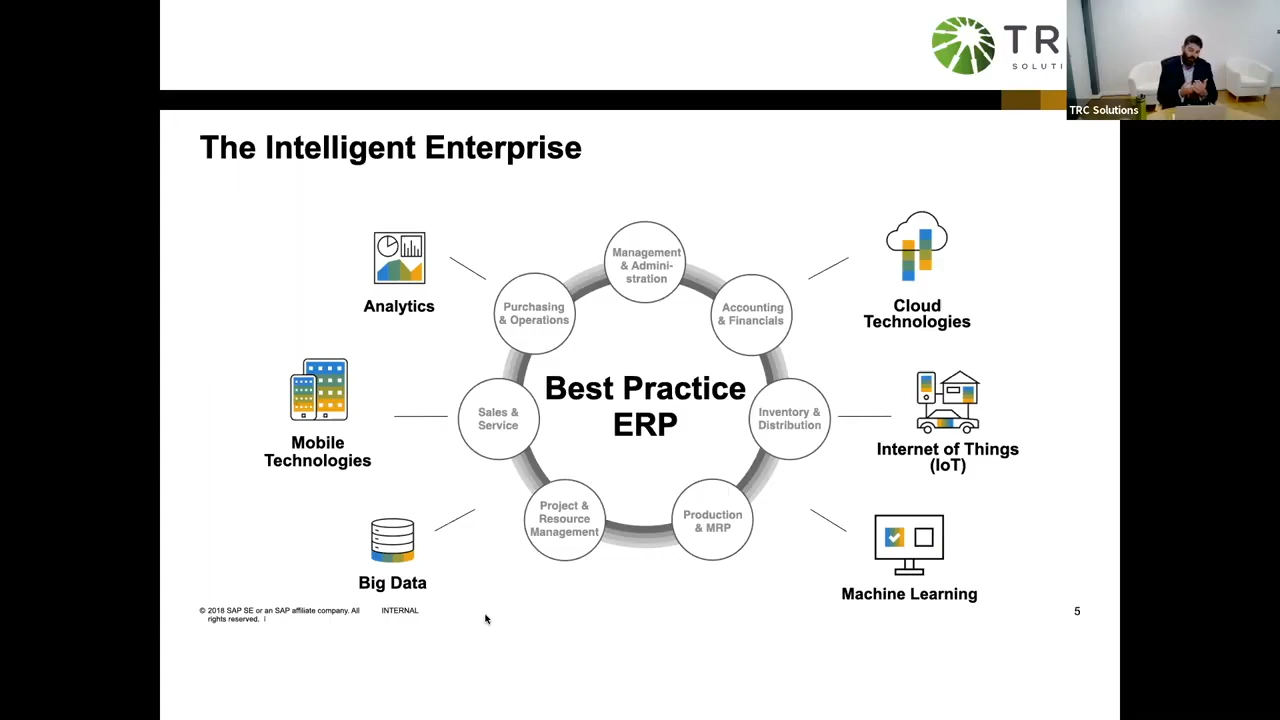 TR
SOLUTI
TRC Solutions
The Intelligent Enterprise
Analytics
Mobile
Technologies
Big Data
Management
& Admini-
stration
Purchasing
& Operations
Accounting
& Financials
Sales &
Service
Best Practice
ERP
Inventory &
Distribution
Project &
Resource
Management
Production
& MRP
Cloud
Technologies
Internet of Things
(IoT)
Machine Learning
© 2018 SAP SE or an SAP affiliate company. All
rights reserved. |
INTERNAL
5